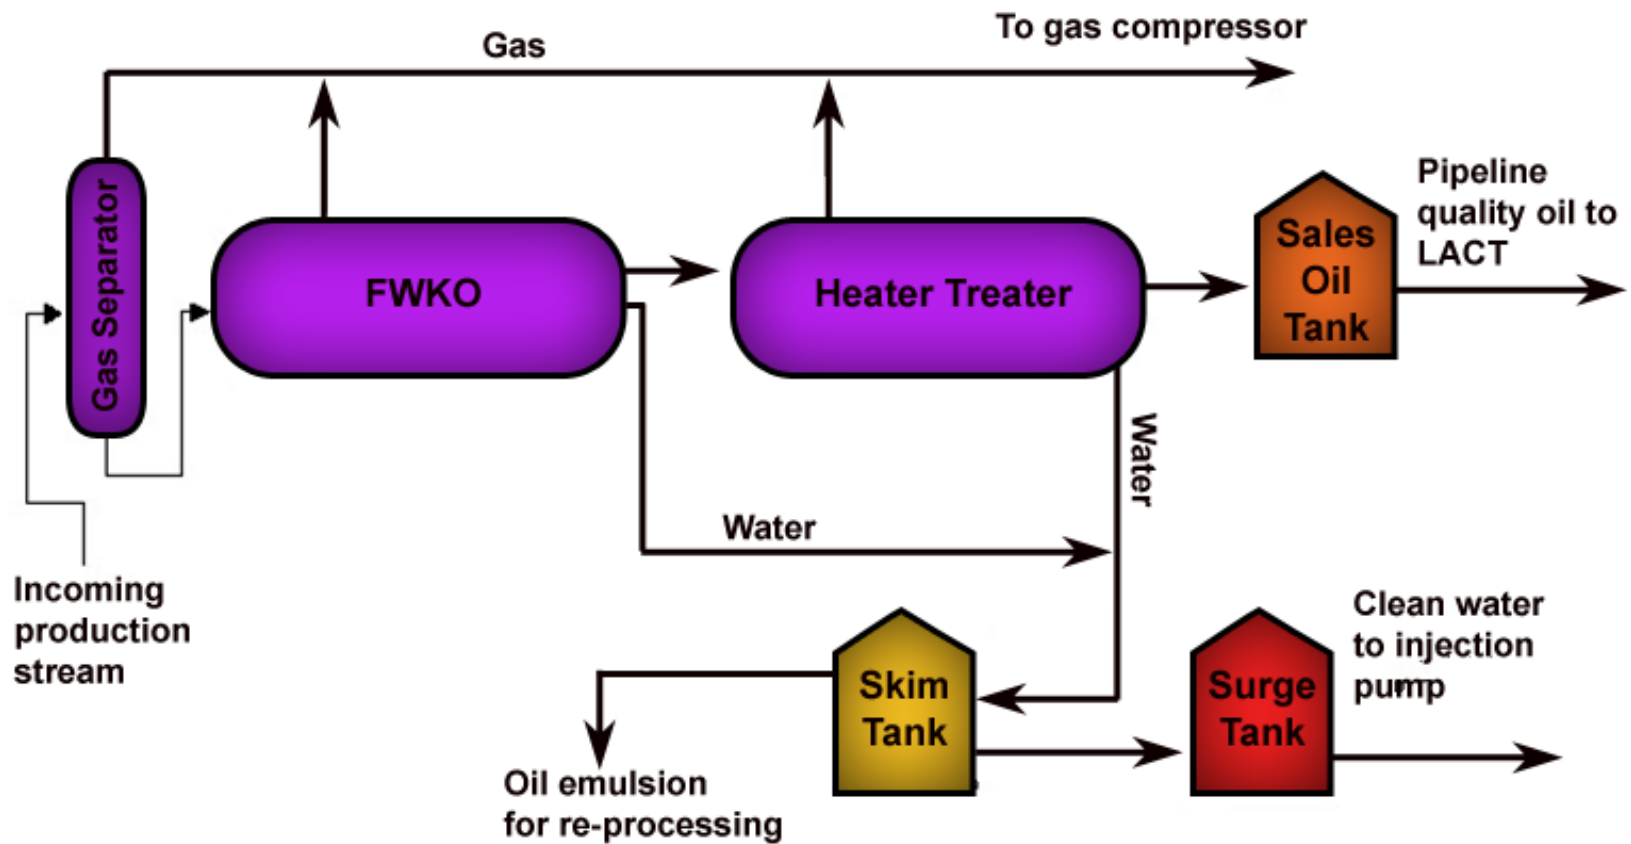 To gas compressor
Gas
Pipeline
quality oil to
LACT
Gas Separator
FWKO
Heater Treater
Sales
Oil
Tank
Water
Water
Incoming
production
stream
Clean water
to injection
pump
Skim
Tank
Surge
Tank
Oil emulsion
for re-processing